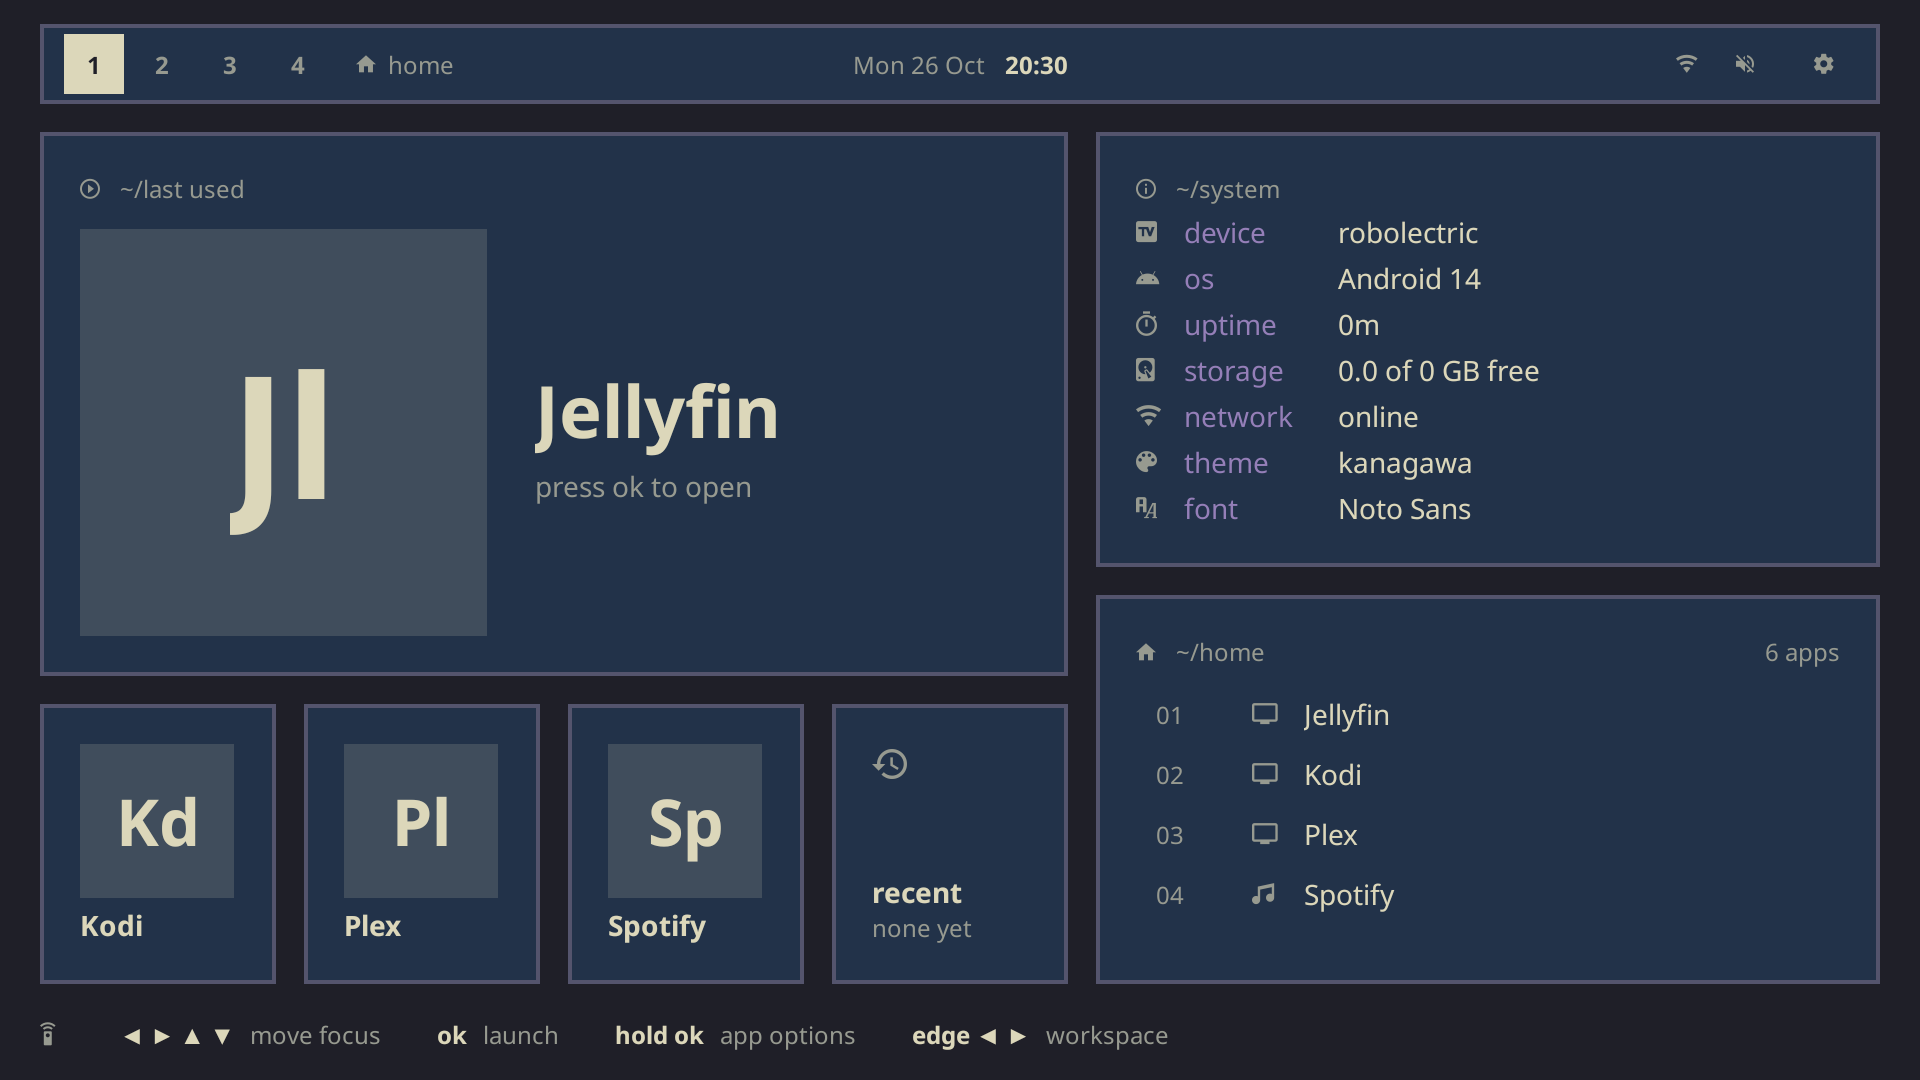 1 2 3 4 home Mon 26 Oct 20:30
~/last used
Jl
Jellyfin
press ok to open
~/system
device robolectric
os Android 14
uptime 0m
storage 0.0 of 0 GB free
network online
theme kanagawa
font Noto Sans
Kd
Kodi
Pl
Plex
Sp
Spotify
recent
none yet
~/home 6 apps
01 Jellyfin
02 Kodi
03 Plex
04 Spotify
◀ ▶ ▲ ▼ move focus ok launch hold ok app options edge ◀ ▶ workspace